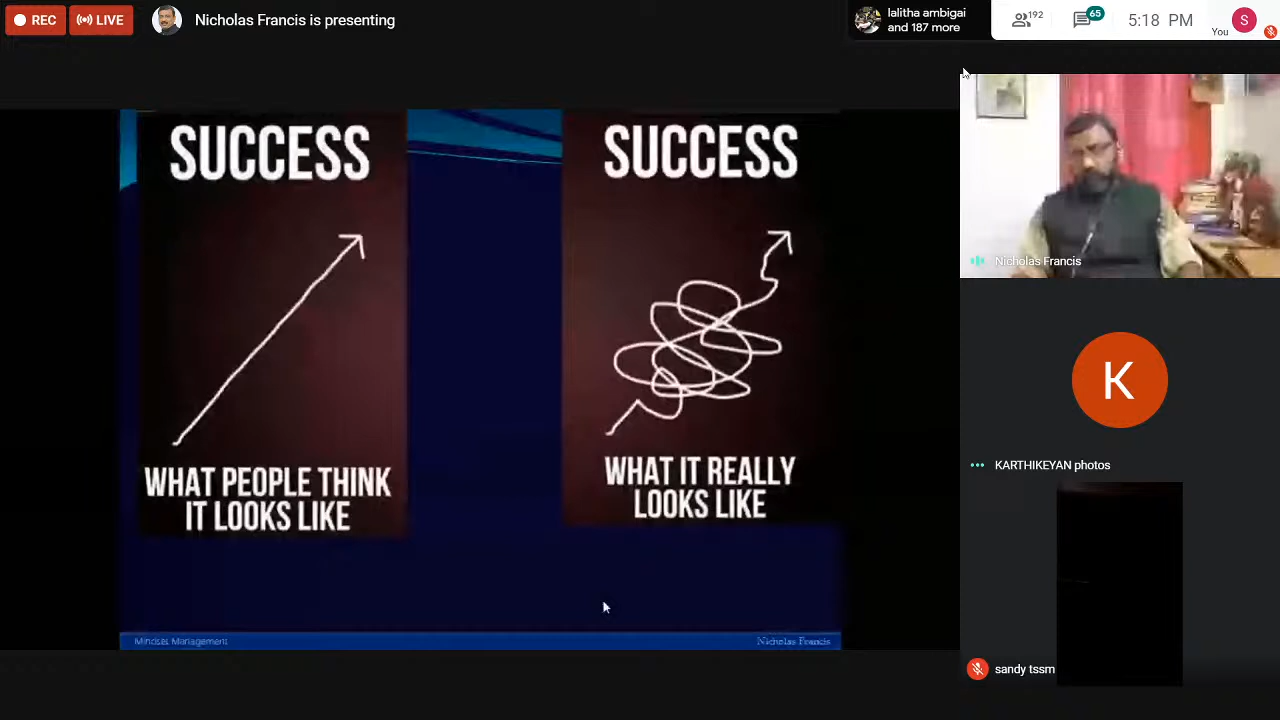 REC
LIVE
Nicholas Francis is presenting
lalitha ambigai
and 187 more
192
65
5:18 PM
You
S
SUCCESS
WHAT PEOPLE THINK
IT LOOKS LIKE
SUCCESS
WHAT IT REALLY
LOOKS LIKE
Mindset Management
Nicholas Francis
Nicholas Francis
K
KARTHIKEYAN photos
sandy tssm